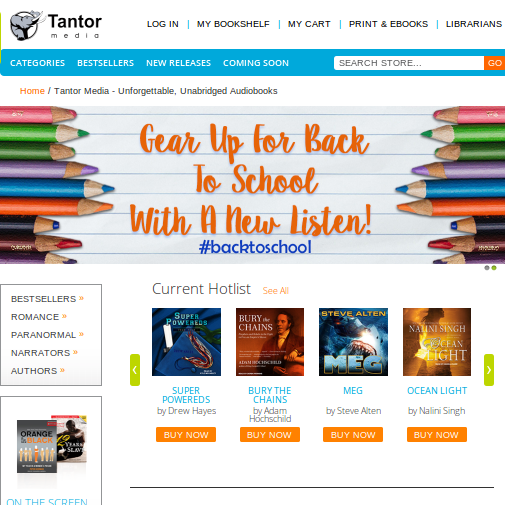 Tantor
media
LOG IN | MY BOOKSHELF | MY CART | PRINT & EBOOKS | LIBRARIANS
CATEGORIES BESTSELLERS NEW RELEASES COMING SOON SEARCH STORE... GO
Home / Tantor Media - Unforgettable, Unabridged Audiobooks
Gear Up For Back
To School
With A New Listen!
#backtoschool
BESTSELLERS »
ROMANCE »
PARANORMAL »
NARRATORS »
AUTHORS »
ORANGE
IS THE NEW
BLACK
12
YEARS
A SLAVE
ON THE SCREEN
Current Hotlist See All
SUPER
POWEREDS
BURY THE
CHAINS
ADAM
HOCHSCHILD
STEVE ALTEN
MEG
NALINI SINGH
OCEAN
LIGHT
SUPER
POWEREDS
by Drew Hayes
BUY NOW
BURY THE
CHAINS
by Adam
Hochschild
BUY NOW
MEG
by Steve Alten
BUY NOW
OCEAN LIGHT
by Nalini Singh
BUY NOW